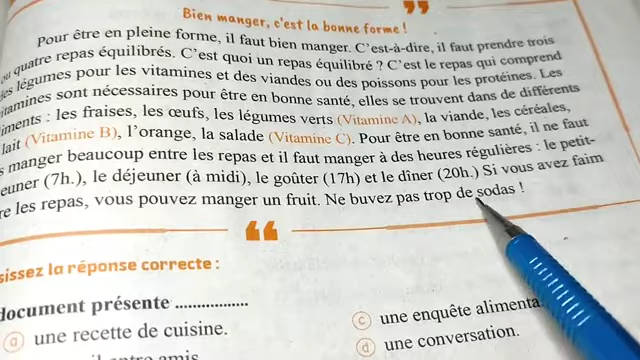 Bien manger, c'est la bonne forme !
Pour être en pleine forme, il faut bien manger. C'est-à-dire, il faut prendre trois
ou quatre repas équilibrés. C'est quoi un repas équilibré ? C'est le repas qui comprend
des légumes pour les vitamines et des viandes ou des poissons pour les protéines. Les
vitamines sont nécessaires pour être en bonne santé, elles se trouvent dans de différents
iments : les fraises, les œufs, les légumes verts (Vitamine A), la viande, les céréales,
lait (Vitamine B), l'orange, la salade (Vitamine C). Pour être en bonne santé, il ne faut
s manger beaucoup entre les repas et il faut manger à des heures régulières : le petit-
euner (7h.), le déjeuner (à midi), le goûter (17h) et le dîner (20h.) Si vous avez faim
re les repas, vous pouvez manger un fruit. Ne buvez pas trop de sodas !
sissez la réponse correcte :
document présente ..................
a une recette de cuisine.
c une enquête alimenta
d une conversation.